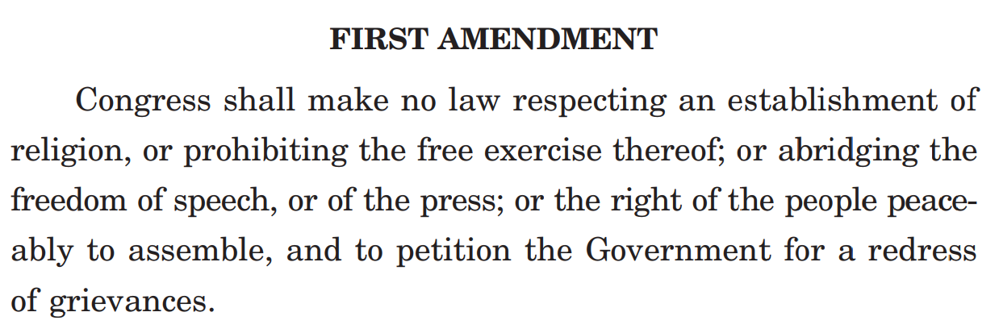 FIRST AMENDMENT
Congress shall make no law respecting an establishment of
religion, or prohibiting the free exercise thereof; or abridging the
freedom of speech, or of the press; or the right of the people peace-
ably to assemble, and to petition the Government for a redress
of grievances.